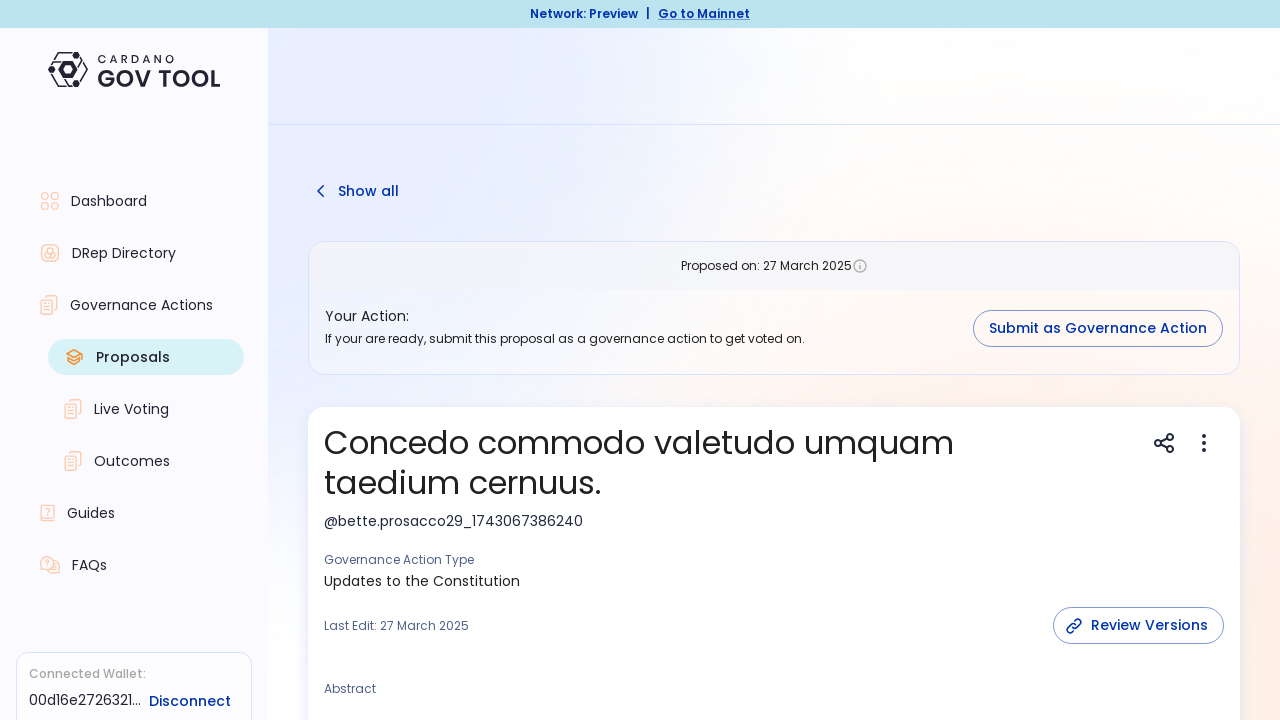 Network: Preview | Go to Mainnet
CARDANO
GOV TOOL
Dashboard
DRep Directory
Governance Actions
Proposals
Live Voting
Outcomes
Guides
FAQs
Connected Wallet:
00d16e2726321... Disconnect
Show all
Proposed on: 27 March 2025
Your Action:
If your are ready, submit this proposal as a governance action to get voted on.
Submit as Governance Action
Concedo commodo valetudo umquam
taedium cernuus.
@bette.prosacco29_1743067386240
Governance Action Type
Updates to the Constitution
Last Edit: 27 March 2025
Review Versions
Abstract